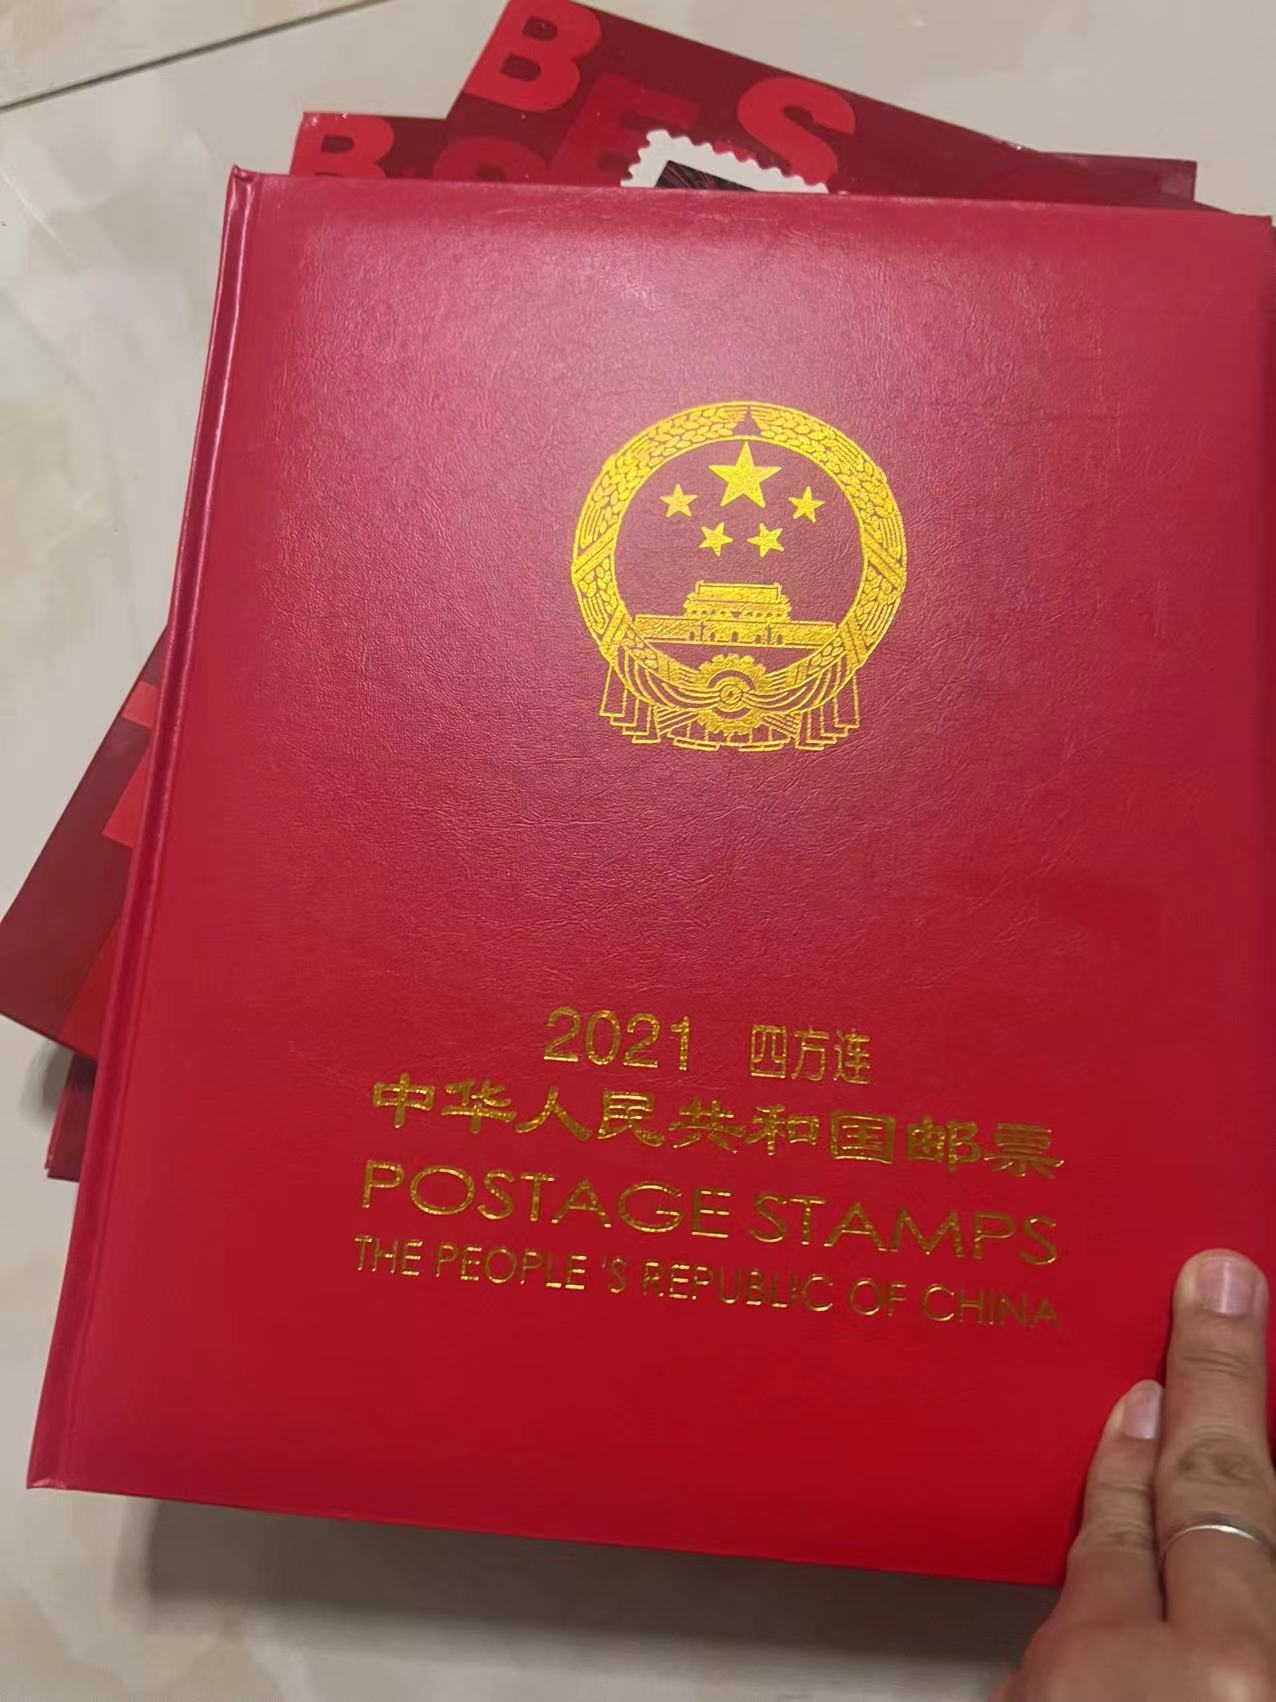 2021 四方连
中华人民共和国邮票
POSTAGE STAMPS
THE PEOPLE 'S REPUBLIC OF CHINA